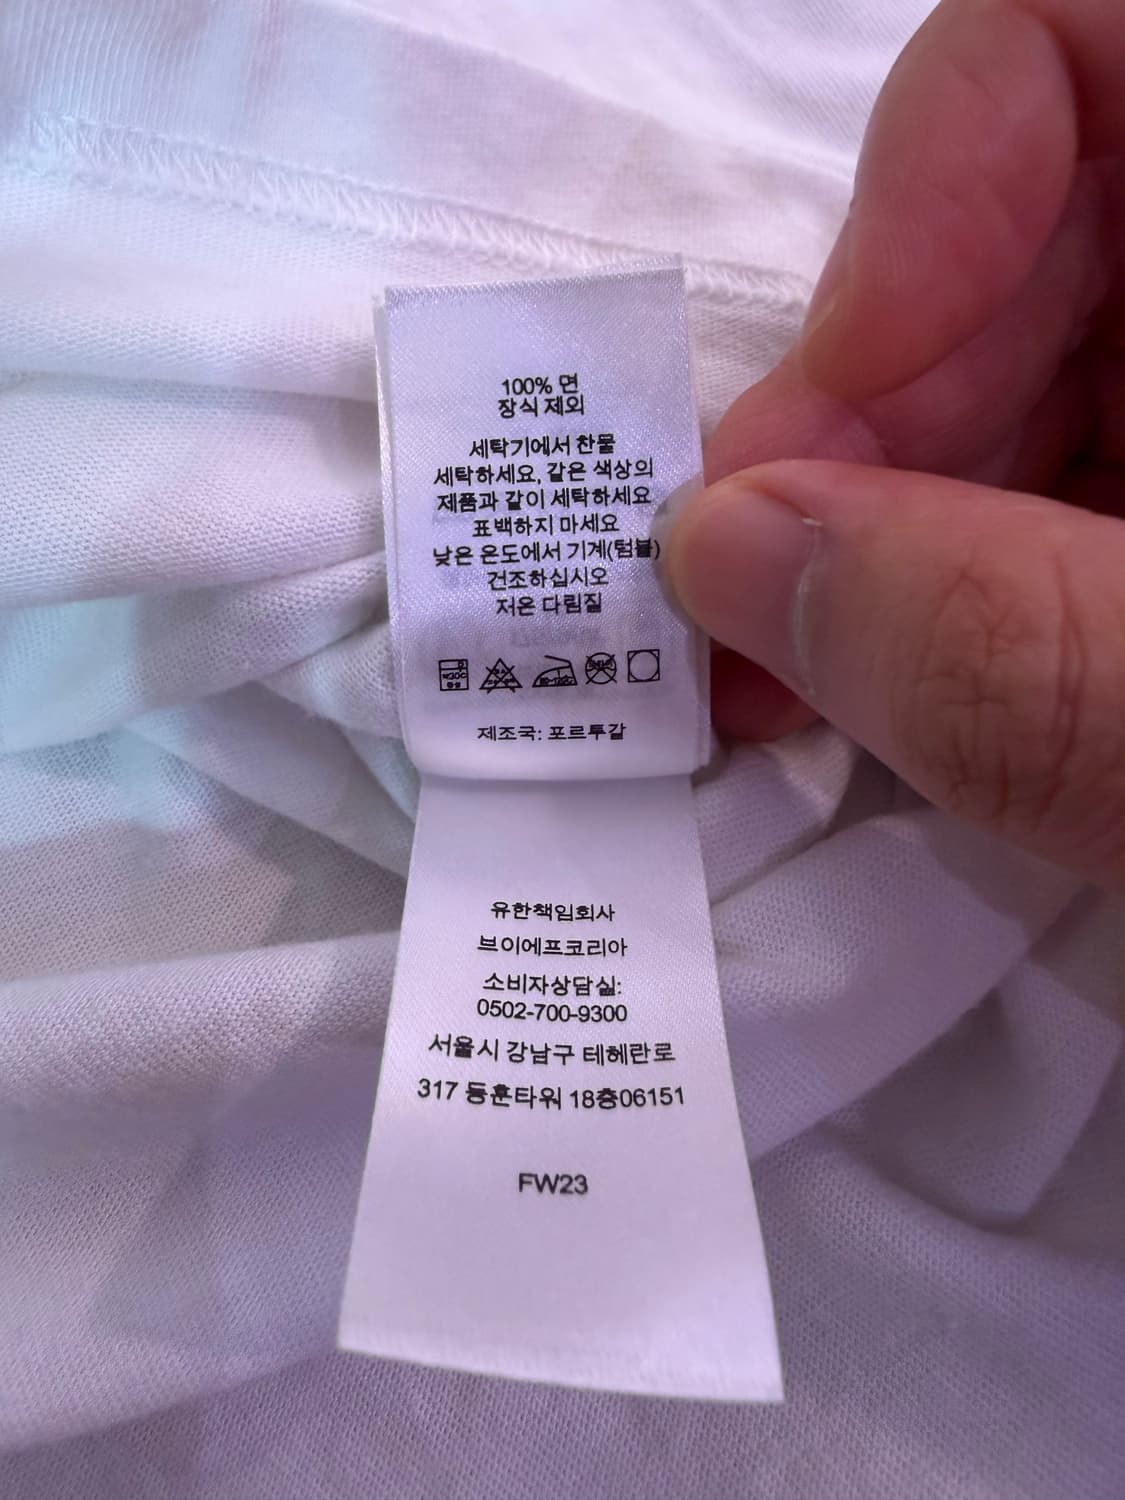 100% 면
장식 제외
세탁기에서 찬물
세탁하세요, 같은 색상의
제품과 같이 세탁하세요
표백하지 마세요
낮은 온도에서 기계(텀블)
건조하십시오
저온 다림질
제조국: 포르투갈
유한책임회사
브이에프코리아
소비자상담실:
0502-700-9300
서울시 강남구 테헤란로
317 동훈타워 18층06151
FW23